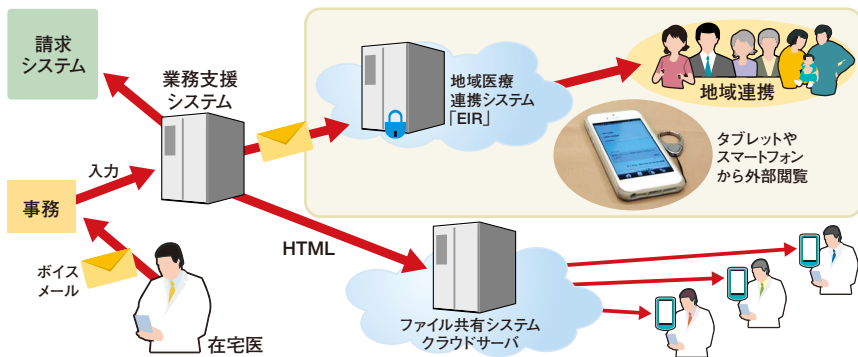 請求
システム
業務支援
システム
地域医療
連携システム
「EIR」
地域連携
タブレットや
スマートフォン
から外部閲覧
入力
事務
ボイス
メール
在宅医
HTML
ファイル共有システム
クラウドサーバ